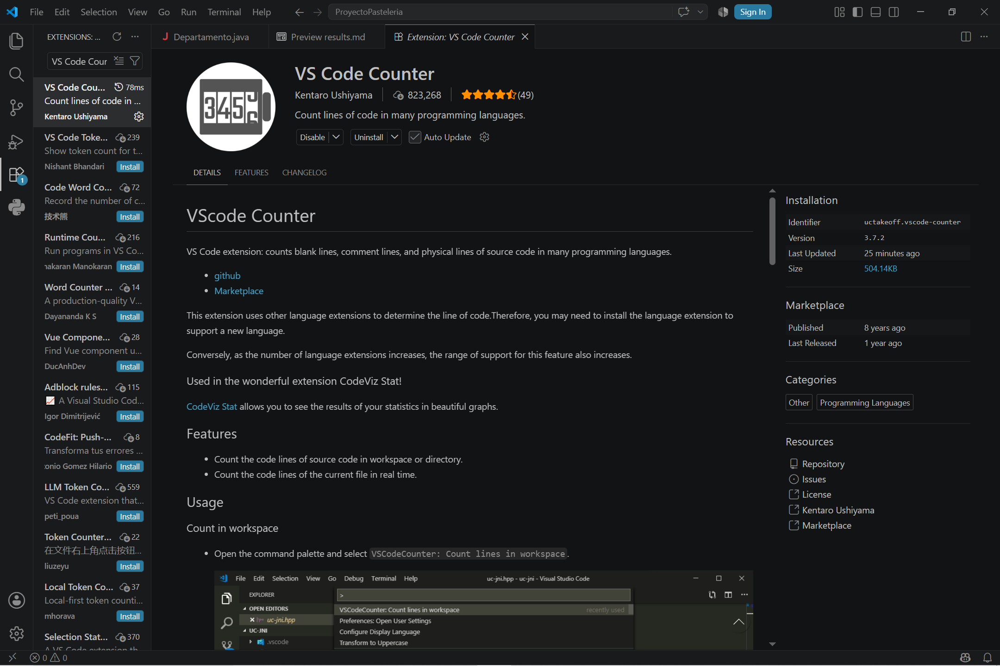 File Edit Selection View Go Run Terminal Help
ProyectoPasteleria
Sign In
EXTENSIONS: ...
Departamento.java
Preview results.md
Extension: VS Code Counter
VS Code Cour
VS Code Cou... 78ms
Count lines of code in ...
Kentaro Ushiyama
VS Code Toke... 239
Show token count for t...
Nishant Bhandari Install
Code Word Co... 72
Record the number of c...
技术熊 Install
Runtime Cou... 216
Run programs in VS Co...
nakaran Manokaran Install
Word Counter ... 14
A production-quality V...
Dayananda K S Install
Vue Compone... 28
Find Vue component u...
DucAnhDev Install
Adblock rules... 115
A Visual Studio Cod...
Igor Dimitrijević Install
CodeFit: Push-... 8
Transforma tus errores ...
onio Gomez Hilario Install
LLM Token Co... 559
VS Code extension that...
peti_poua Install
Token Counter... 22
在文件右上角点击按钮...
liuzeyu Install
Local Token Co... 37
Local-first token counti...
mhorava Install
Selection Stat... 370
A VS Code extension th...
1
VS Code Counter
Kentaro Ushiyama 823,268 (49)
Count lines of code in many programming languages.
Disable Uninstall Auto Update
345
DETAILS FEATURES CHANGELOG
VScode Counter
VS Code extension: counts blank lines, comment lines, and physical lines of source code in many programming languages.
• github
• Marketplace
This extension uses other language extensions to determine the line of code.Therefore, you may need to install the language extension to
support a new language.
Conversely, as the number of language extensions increases, the range of support for this feature also increases.
Used in the wonderful extension CodeViz Stat!
CodeViz Stat allows you to see the results of your statistics in beautiful graphs.
Features
• Count the code lines of source code in workspace or directory.
• Count the code lines of the current file in real time.
Usage
Count in workspace
• Open the command palette and select VSCodeCounter: Count lines in workspace.
File Edit Selection View Go Debug Terminal Help
uc-jni.hpp - uc-jni - Visual Studio Code
EXPLORER
>
OPEN EDITORS
VSCodeCounter: Count lines in workspace recently used
uc-jni.hpp
Preferences: Open User Settings
UC-JNI
Configure Display Language
.vscode
Transform to Uppercase
Installation
Identifier uctakeoff.vscode-counter
Version 3.7.2
Last Updated 25 minutes ago
Size 504.14KB
Marketplace
Published 8 years ago
Last Released 1 year ago
Categories
Other Programming Languages
Resources
Repository
Issues
License
Kentaro Ushiyama
Marketplace
0 0